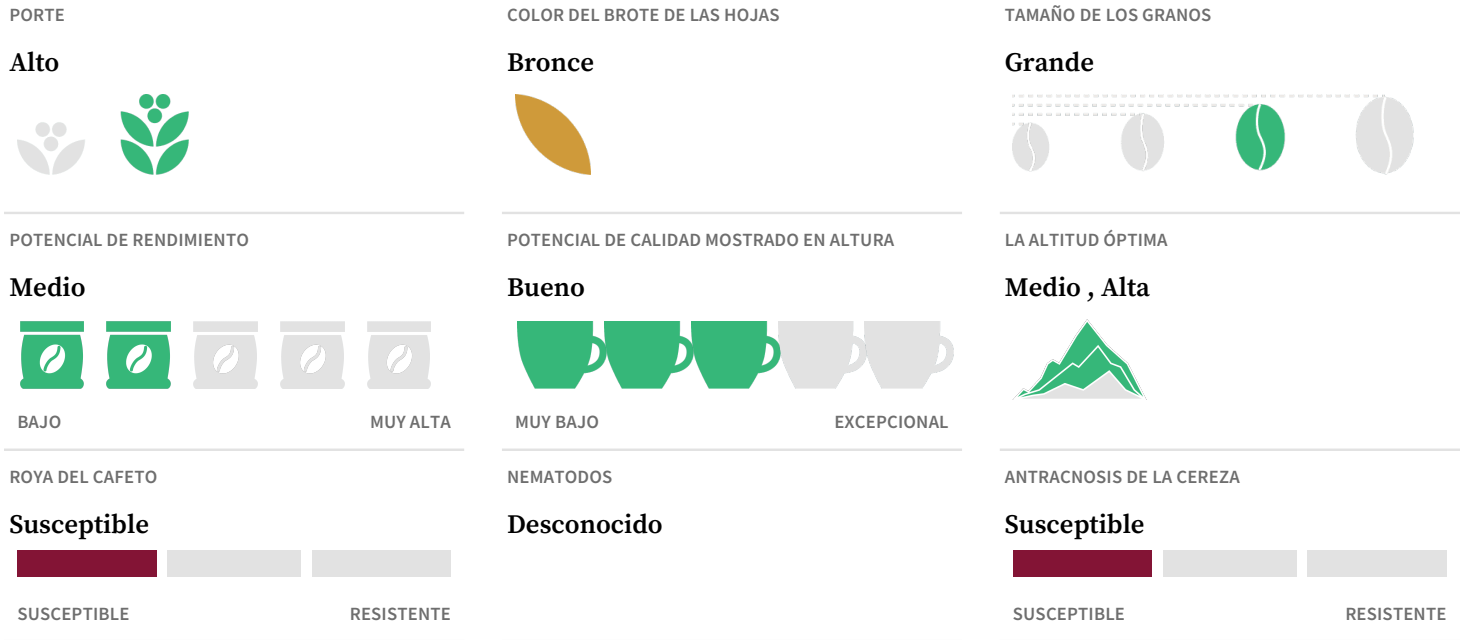 PORTE
Alto
COLOR DEL BROTE DE LAS HOJAS
Bronce
TAMAÑO DE LOS GRANOS
Grande
POTENCIAL DE RENDIMIENTO
Medio
BAJO
MUY ALTA
POTENCIAL DE CALIDAD MOSTRADO EN ALTURA
Bueno
MUY BAJO
EXCEPCIONAL
LA ALTITUD ÓPTIMA
Medio , Alta
ROYA DEL CAFETO
Susceptible
SUSCEPTIBLE
RESISTENTE
NEMATODOS
Desconocido
ANTRACNOSIS DE LA CEREZA
Susceptible
SUSCEPTIBLE
RESISTENTE